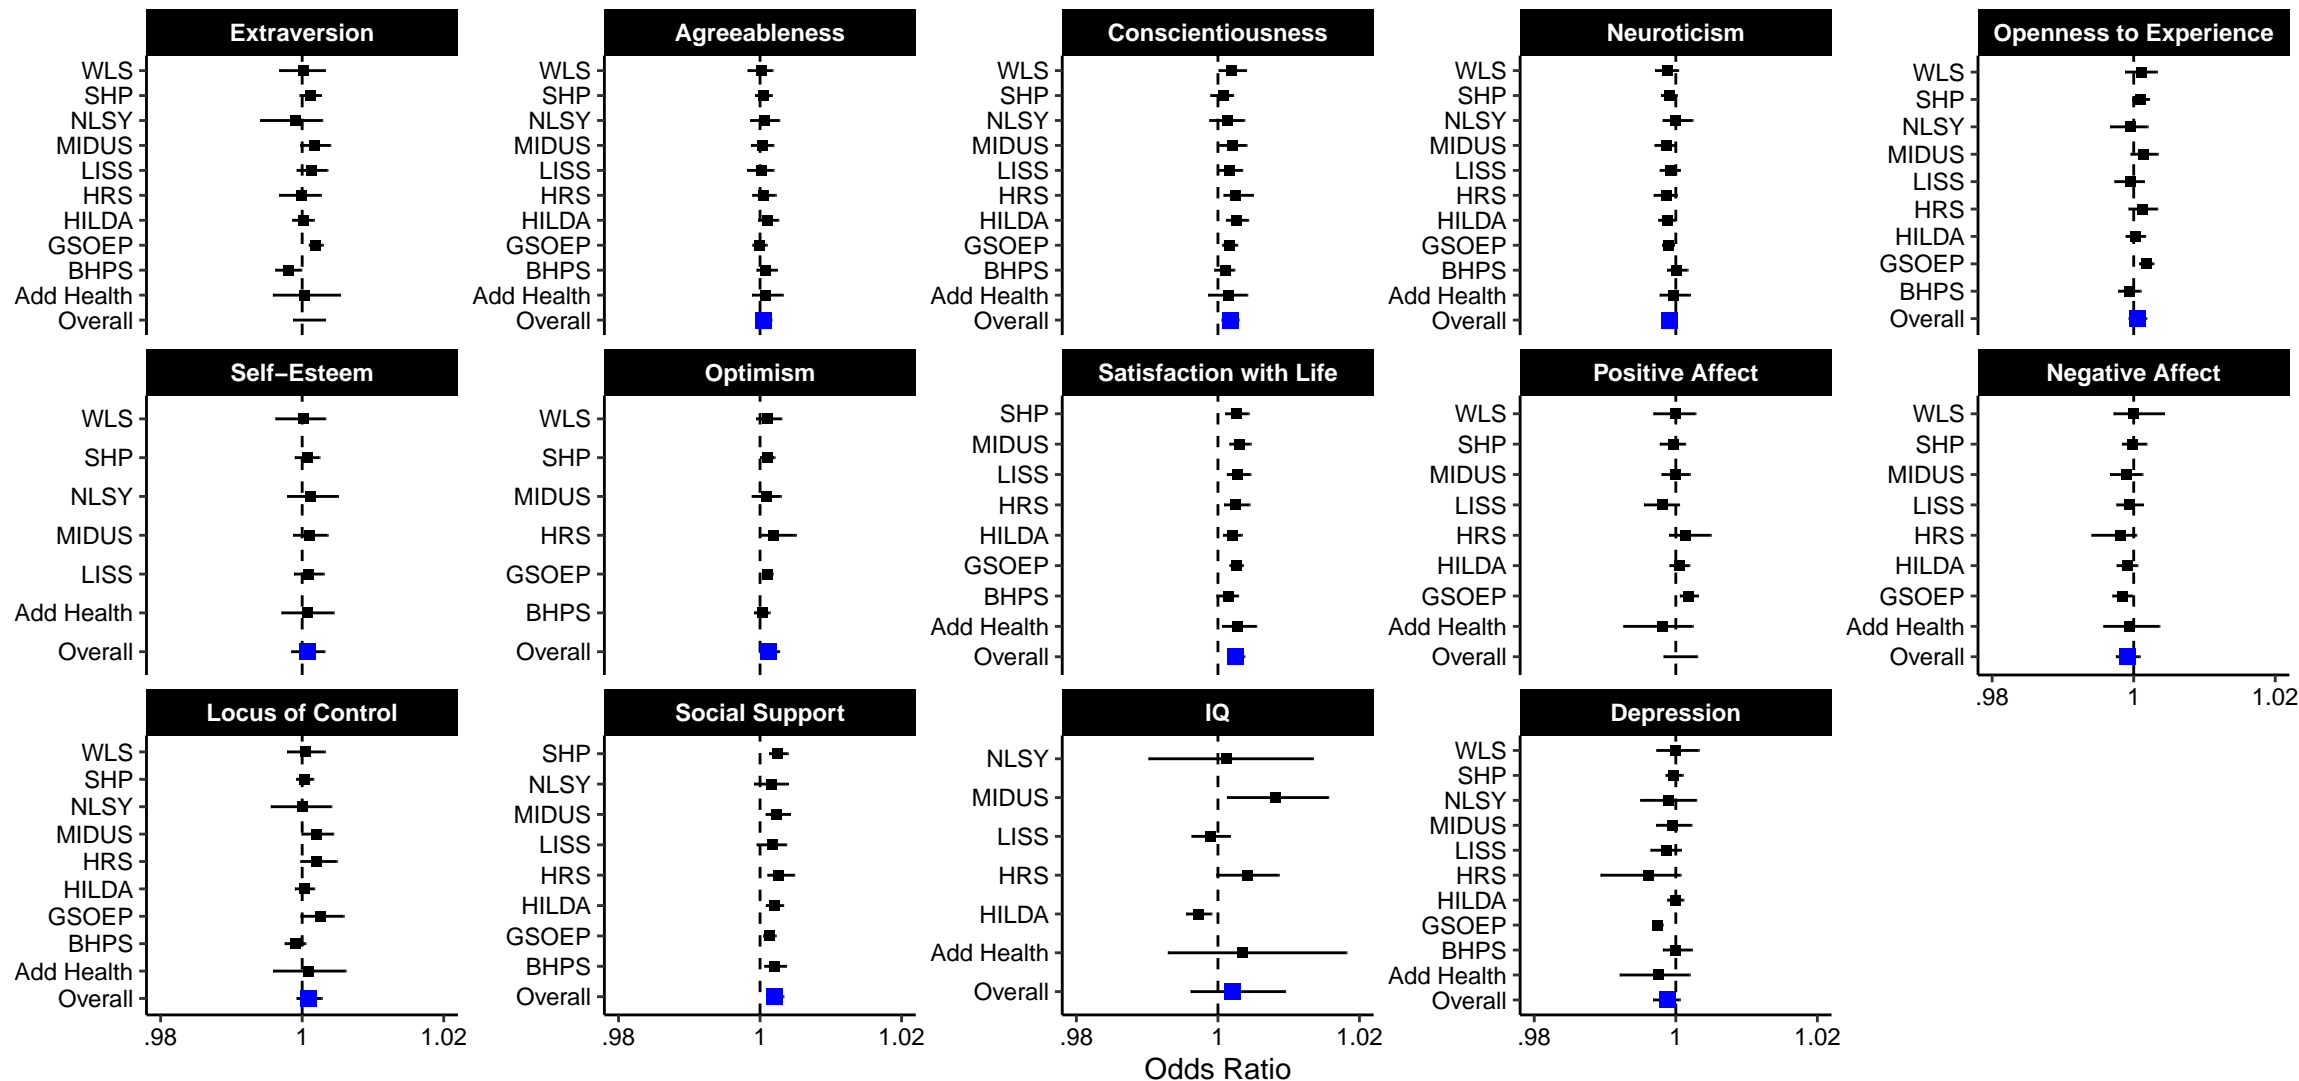 Extraversion
WLS
SHP
NLSY
MIDUS
LISS
HRS
HILDA
GSOEP
BHPS
Add Health
Overall
Agreeableness
WLS
SHP
NLSY
MIDUS
LISS
HRS
HILDA
GSOEP
BHPS
Add Health
Overall
Conscientiousness
WLS
SHP
NLSY
MIDUS
LISS
HRS
HILDA
GSOEP
BHPS
Add Health
Overall
Neuroticism
WLS
SHP
NLSY
MIDUS
LISS
HRS
HILDA
GSOEP
BHPS
Add Health
Overall
Openness to Experience
WLS
SHP
NLSY
MIDUS
LISS
HRS
HILDA
GSOEP
BHPS
Overall
Self−Esteem
WLS
SHP
NLSY
MIDUS
LISS
Add Health
Overall
Optimism
WLS
SHP
MIDUS
HRS
GSOEP
BHPS
Overall
Satisfaction with Life
SHP
MIDUS
LISS
HRS
HILDA
GSOEP
BHPS
Add Health
Overall
Positive Affect
WLS
SHP
MIDUS
LISS
HRS
HILDA
GSOEP
Add Health
Overall
Negative Affect
WLS
SHP
MIDUS
LISS
HRS
HILDA
GSOEP
Add Health
Overall
.98 1 1.02
Locus of Control
WLS
SHP
NLSY
MIDUS
HRS
HILDA
GSOEP
BHPS
Add Health
Overall
.98 1 1.02
Social Support
SHP
NLSY
MIDUS
LISS
HRS
HILDA
GSOEP
BHPS
Overall
.98 1 1.02
IQ
NLSY
MIDUS
LISS
HRS
HILDA
Add Health
Overall
.98 1 1.02
Depression
WLS
SHP
NLSY
MIDUS
LISS
HRS
HILDA
GSOEP
BHPS
Add Health
Overall
.98 1 1.02
Odds Ratio